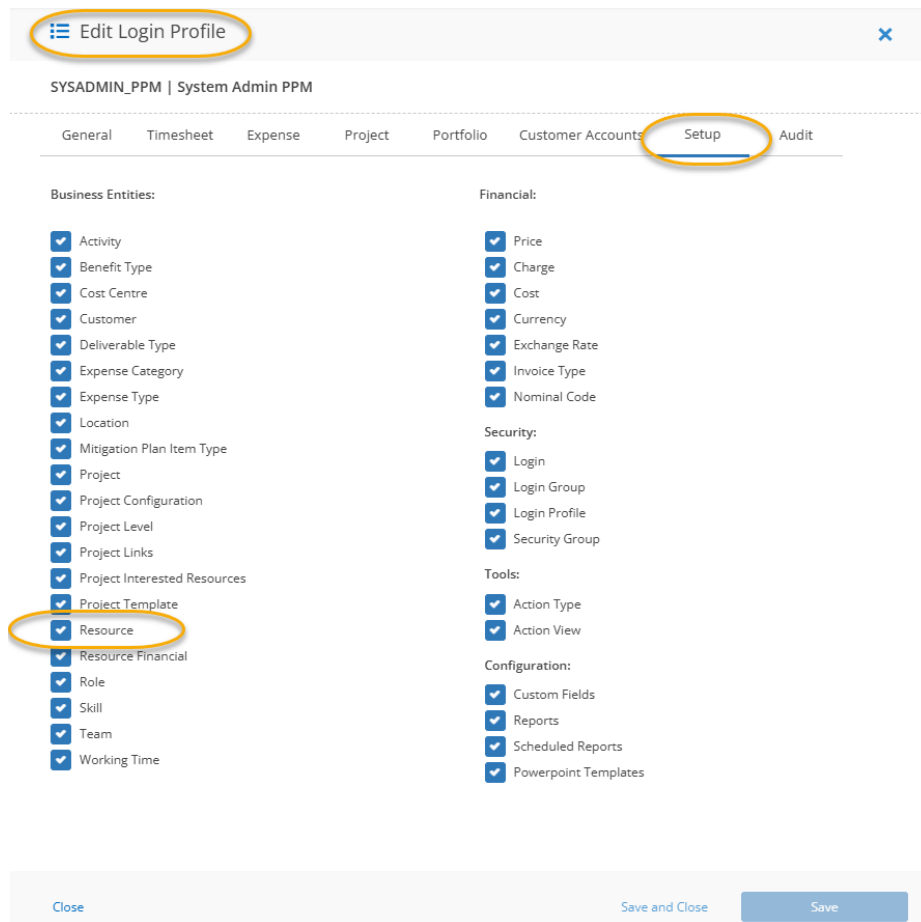 Edit Login Profile
SYSADMIN_PPM | System Admin PPM
General Timesheet Expense Project Portfolio Customer Accounts Setup Audit
Business Entities:
Activity
Benefit Type
Cost Centre
Customer
Deliverable Type
Expense Category
Expense Type
Location
Mitigation Plan Item Type
Project
Project Configuration
Project Level
Project Links
Project Interested Resources
Project Template
Resource
Resource Financial
Role
Skill
Team
Working Time
Financial:
Price
Charge
Cost
Currency
Exchange Rate
Invoice Type
Nominal Code
Security:
Login
Login Group
Login Profile
Security Group
Tools:
Action Type
Action View
Configuration:
Custom Fields
Reports
Scheduled Reports
Powerpoint Templates
Close Save and Close Save